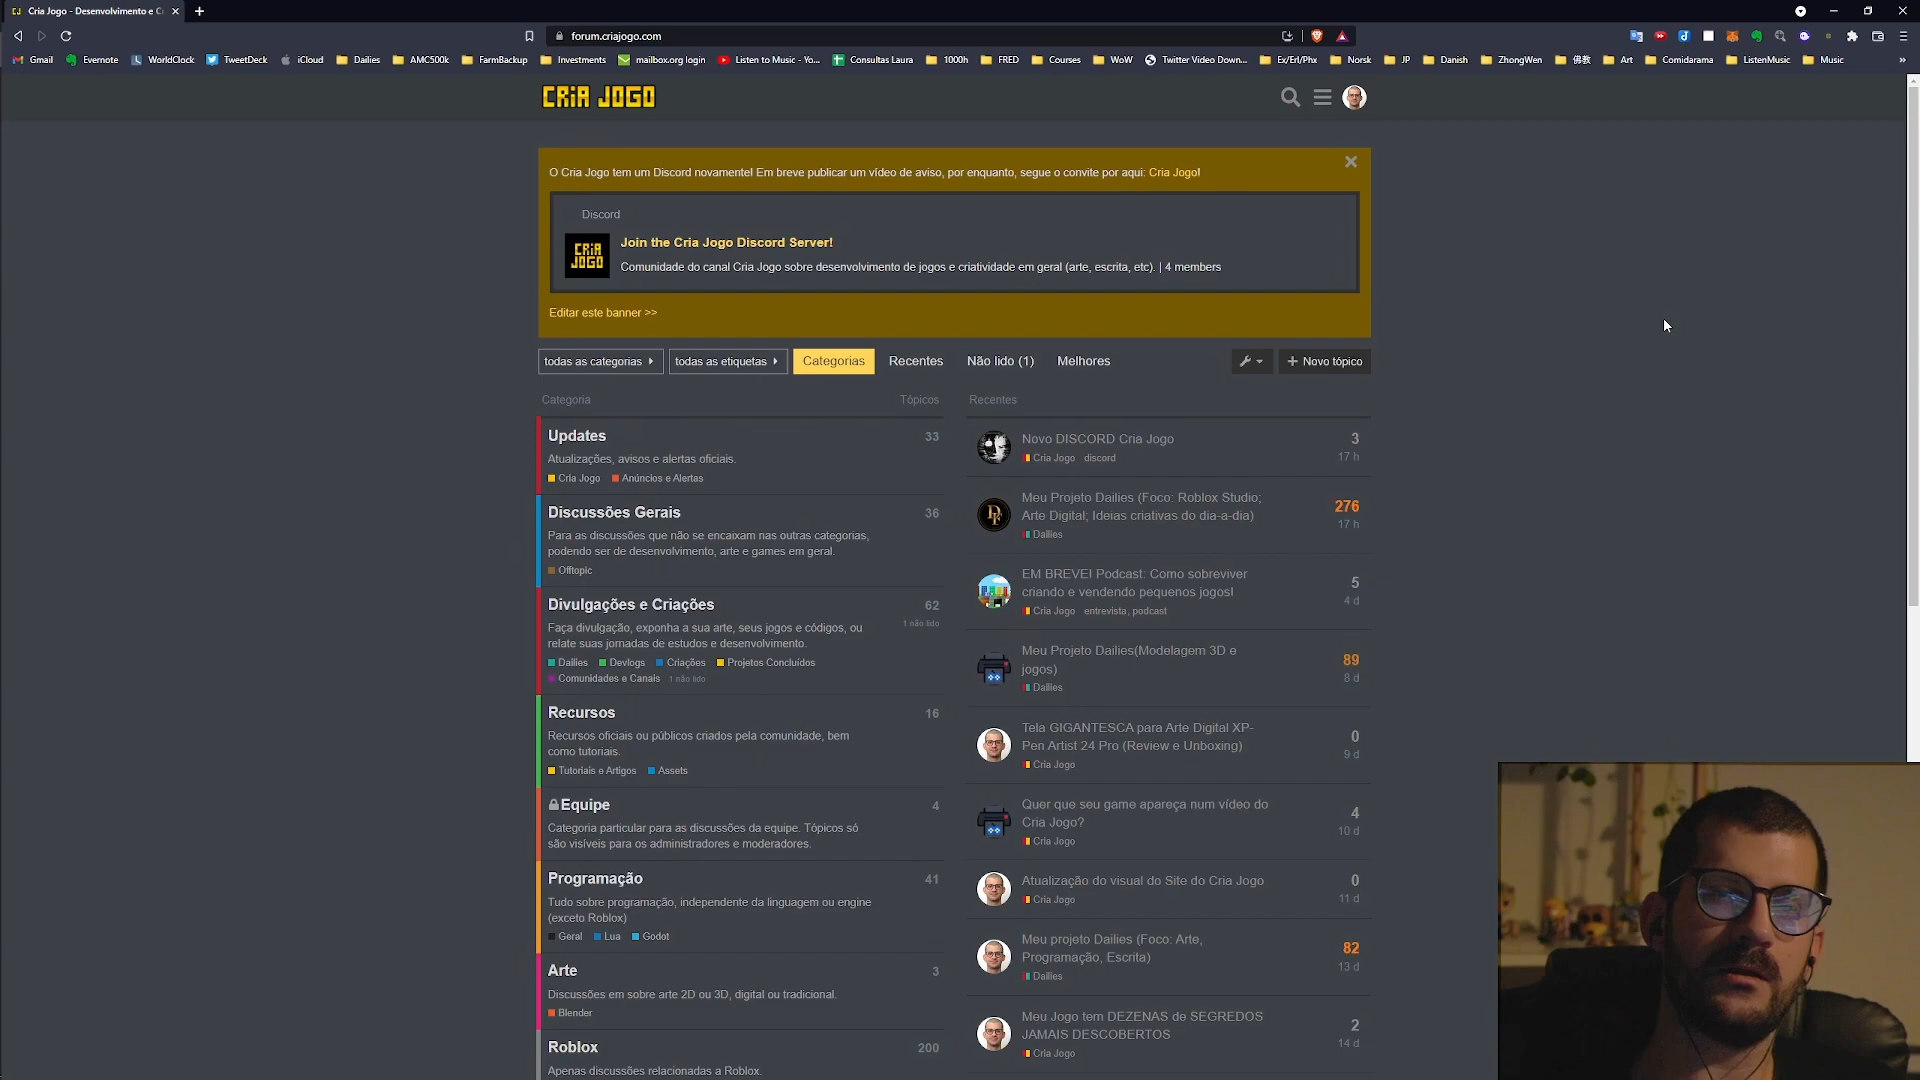 Cria Jogo - Desenvolvimento e C
forum.criajogo.com
Gmail
Evernote
WorldClock
TweetDeck
iCloud
Dailies
AMC500k
FarmBackup
Investments
mailbox.org login
Listen to Music - Yo...
Consultas Laura
1000h
FRED
Courses
WoW
Twitter Video Down...
Ex/Erl/Phx
Norsk
JP
Danish
ZhongWen
佛教
Art
Comidarama
ListenMusic
Music
»
CRIA JOGO
O Cria Jogo tem um Discord novamente! Em breve publicar um vídeo de aviso, por enquanto, segue o convite por aqui: Cria Jogo!
Discord
CRIA
JOGO
Join the Cria Jogo Discord Server!
Comunidade do canal Cria Jogo sobre desenvolvimento de jogos e criatividade em geral (arte, escrita, etc). | 4 members
Editar este banner >>
todas as categorias
todas as etiquetas
Categorias
Recentes
Não lido (1)
Melhores
+ Novo tópico
Categoria
Tópicos
Updates
33
Atualizações, avisos e alertas oficiais.
Cria Jogo
Anúncios e Alertas
Discussões Gerais
36
Para as discussões que não se encaixam nas outras categorias,
podendo ser de desenvolvimento, arte e games em geral.
Offtopic
Divulgações e Criações
62
1 não lido
Faça divulgação, exponha a sua arte, seus jogos e códigos, ou
relate suas jornadas de estudos e desenvolvimento.
Dailies
Devlogs
Criações
Projetos Concluídos
Comunidades e Canais
1 não lido
Recursos
16
Recursos oficiais ou públicos criados pela comunidade, bem
como tutoriais.
Tutoriais e Artigos
Assets
Equipe
4
Categoria particular para as discussões da equipe. Tópicos só
são visíveis para os administradores e moderadores.
Programação
41
Tudo sobre programação, independente da linguagem ou engine
(exceto Roblox)
Geral
Lua
Godot
Arte
3
Discussões em sobre arte 2D ou 3D, digital ou tradicional.
Blender
Roblox
200
Apenas discussões relacionadas a Roblox.
Recentes
Novo DISCORD Cria Jogo
3
Cria Jogo discord
17 h
Meu Projeto Dailies (Foco: Roblox Studio;
Arte Digital; Ideias criativas do dia-a-dia)
276
17 h
Dailies
EM BREVE! Podcast: Como sobreviver
criando e vendendo pequenos jogos!
5
4 d
Cria Jogo entrevista, podcast
Meu Projeto Dailies(Modelagem 3D e
jogos)
89
8 d
Dailies
Tela GIGANTESCA para Arte Digital XP-
Pen Artist 24 Pro (Review e Unboxing)
0
9 d
Cria Jogo
Quer que seu game apareça num vídeo do
Cria Jogo?
4
10 d
Cria Jogo
Atualização do visual do Site do Cria Jogo
0
Cria Jogo
11 d
Meu projeto Dailies (Foco: Arte,
Programação, Escrita)
82
13 d
Dailies
Meu Jogo tem DEZENAS de SEGREDOS
JAMAIS DESCOBERTOS
2
14 d
Cria Jogo